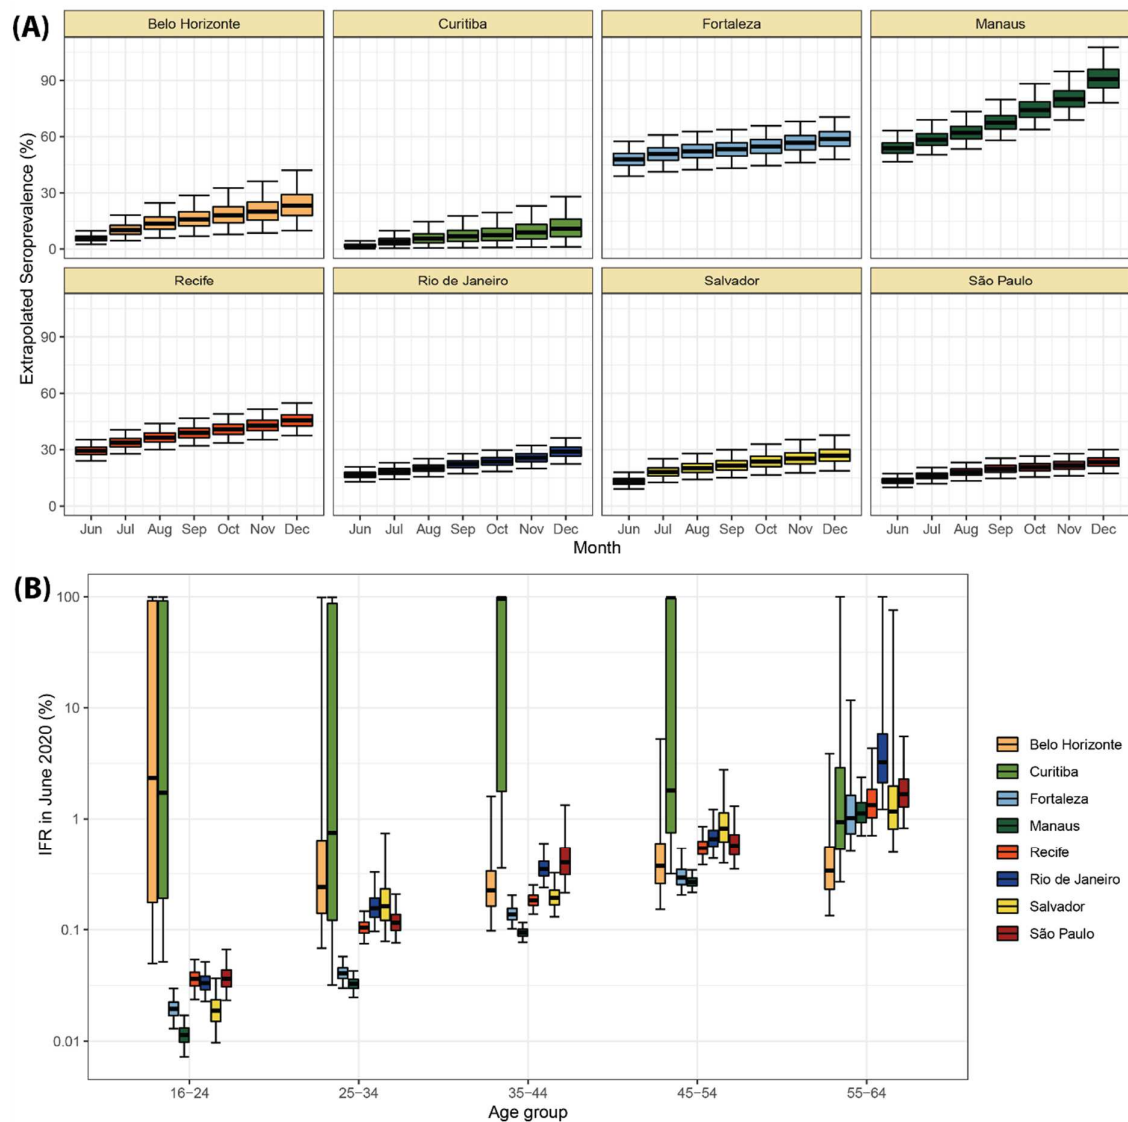 (A)
Belo Horizonte
Curitiba
Fortaleza
Manaus
Extrapolated Seroprevalence (%)
90
60
30
0
Recife
Rio de Janeiro
Salvador
São Paulo
90
60
30
0
Jun Jul Aug Sep Oct Nov Dec
Jun Jul Aug Sep Oct Nov Dec
Jun Jul Aug Sep Oct Nov Dec
Jun Jul Aug Sep Oct Nov Dec
Month
(B)
IFR in June 2020 (%)
100
10
1
0.1
0.01
16–24
25–34
35–44
45–54
55–64
Age group
Belo Horizonte
Curitiba
Fortaleza
Manaus
Recife
Rio de Janeiro
Salvador
São Paulo